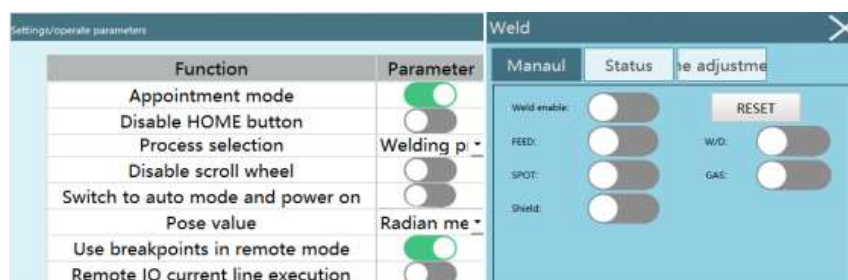 Settings/operate parameters
Function Parameter
Appointment mode
Disable HOME button
Process selection Welding p
Disable scroll wheel
Switch to auto mode and power on
Pose value Radian me
Use breakpoints in remote mode
Remote IO current line execution
Weld
Manaul Status ne adjustme
Weld enable: RESET
FEED: W/D:
SPOT: GAS:
Shield: